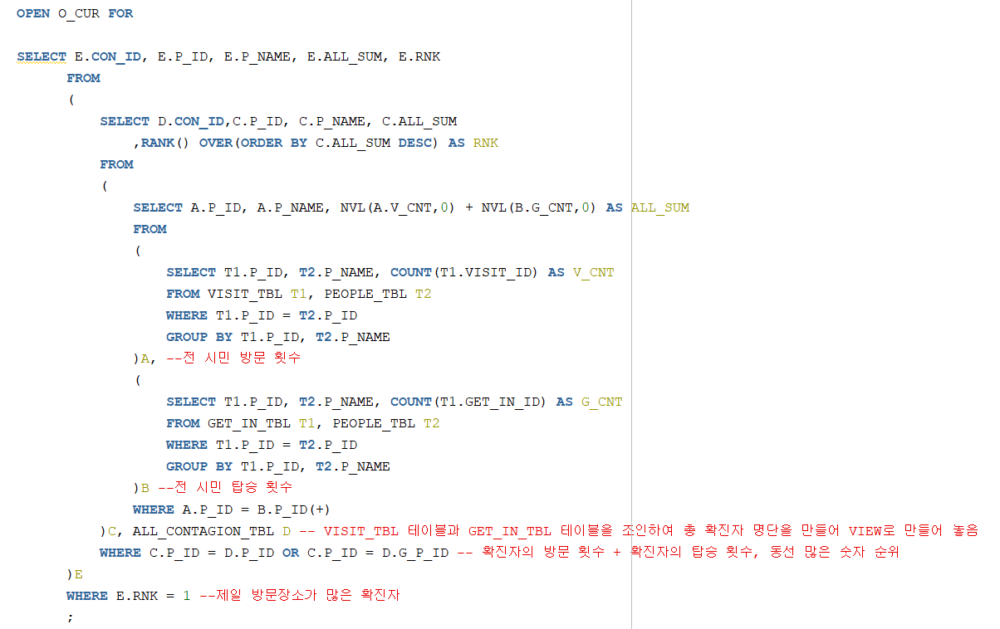 OPEN O_CUR FOR
SELECT E.CON_ID, E.P_ID, E.P_NAME, E.ALL_SUM, E.RNK
FROM
(
SELECT D.CON_ID,C.P_ID, C.P_NAME, C.ALL_SUM
,RANK() OVER(ORDER BY C.ALL_SUM DESC) AS RNK
FROM
(
SELECT A.P_ID, A.P_NAME, NVL(A.V_CNT,0) + NVL(B.G_CNT,0) AS ALL_SUM
FROM
(
SELECT T1.P_ID, T2.P_NAME, COUNT(T1.VISIT_ID) AS V_CNT
FROM VISIT_TBL T1, PEOPLE_TBL T2
WHERE T1.P_ID = T2.P_ID
GROUP BY T1.P_ID, T2.P_NAME
)A, --전 시민 방문 횟수
(
SELECT T1.P_ID, T2.P_NAME, COUNT(T1.GET_IN_ID) AS G_CNT
FROM GET_IN_TBL T1, PEOPLE_TBL T2
WHERE T1.P_ID = T2.P_ID
GROUP BY T1.P_ID, T2.P_NAME
)B --전 시민 탑승 횟수
WHERE A.P_ID = B.P_ID(+)
)C, ALL_CONTAGION_TBL D -- VISIT_TBL 테이블과 GET_IN_TBL 테이블을 조인하여 총 확진자 명단을 만들어 VIEW로 만들어 놓음
WHERE C.P_ID = D.P_ID OR C.P_ID = D.G_P_ID -- 확진자의 방문 횟수 + 확진자의 탑승 횟수, 동선 많은 숫자 순위
)E
WHERE E.RNK = 1 --제일 방문장소가 많은 확진자
;